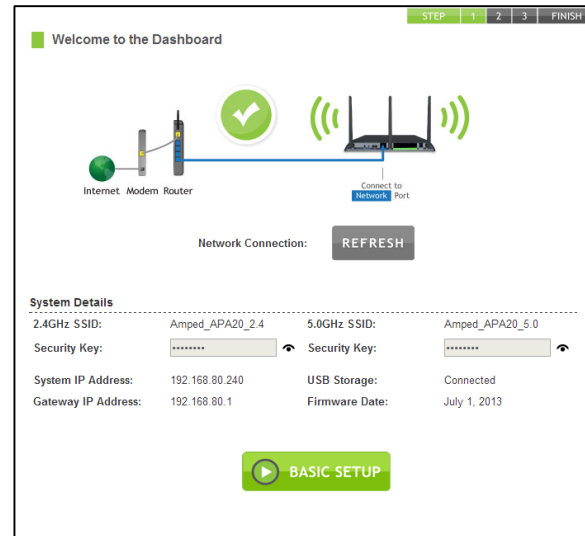 STEP 1 2 3 FINISH
Welcome to the Dashboard
Internet Modem Router
Connect to
Network Port
Network Connection: REFRESH
System Details
2.4GHz SSID: Amped_APA20_2.4 5.0GHz SSID: Amped_APA20_5.0
Security Key: •••••••• Security Key: ••••••••
System IP Address: 192.168.80.240 USB Storage: Connected
Gateway IP Address: 192.168.80.1 Firmware Date: July 1, 2013
BASIC SETUP